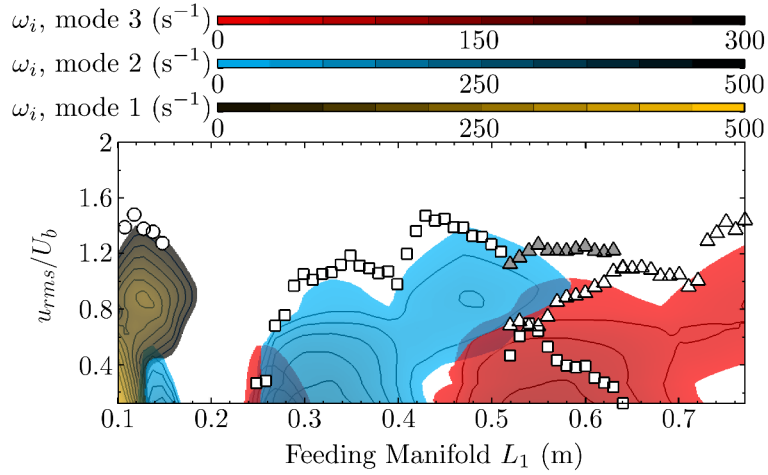 ωi, mode 3 (s−1)
0 150 300
ωi, mode 2 (s−1)
0 250 500
ωi, mode 1 (s−1)
0 250 500
2
1.6
1.2
0.8
0.4
urms/Ub
0.1 0.2 0.3 0.4 0.5 0.6 0.7
Feeding Manifold L1 (m)